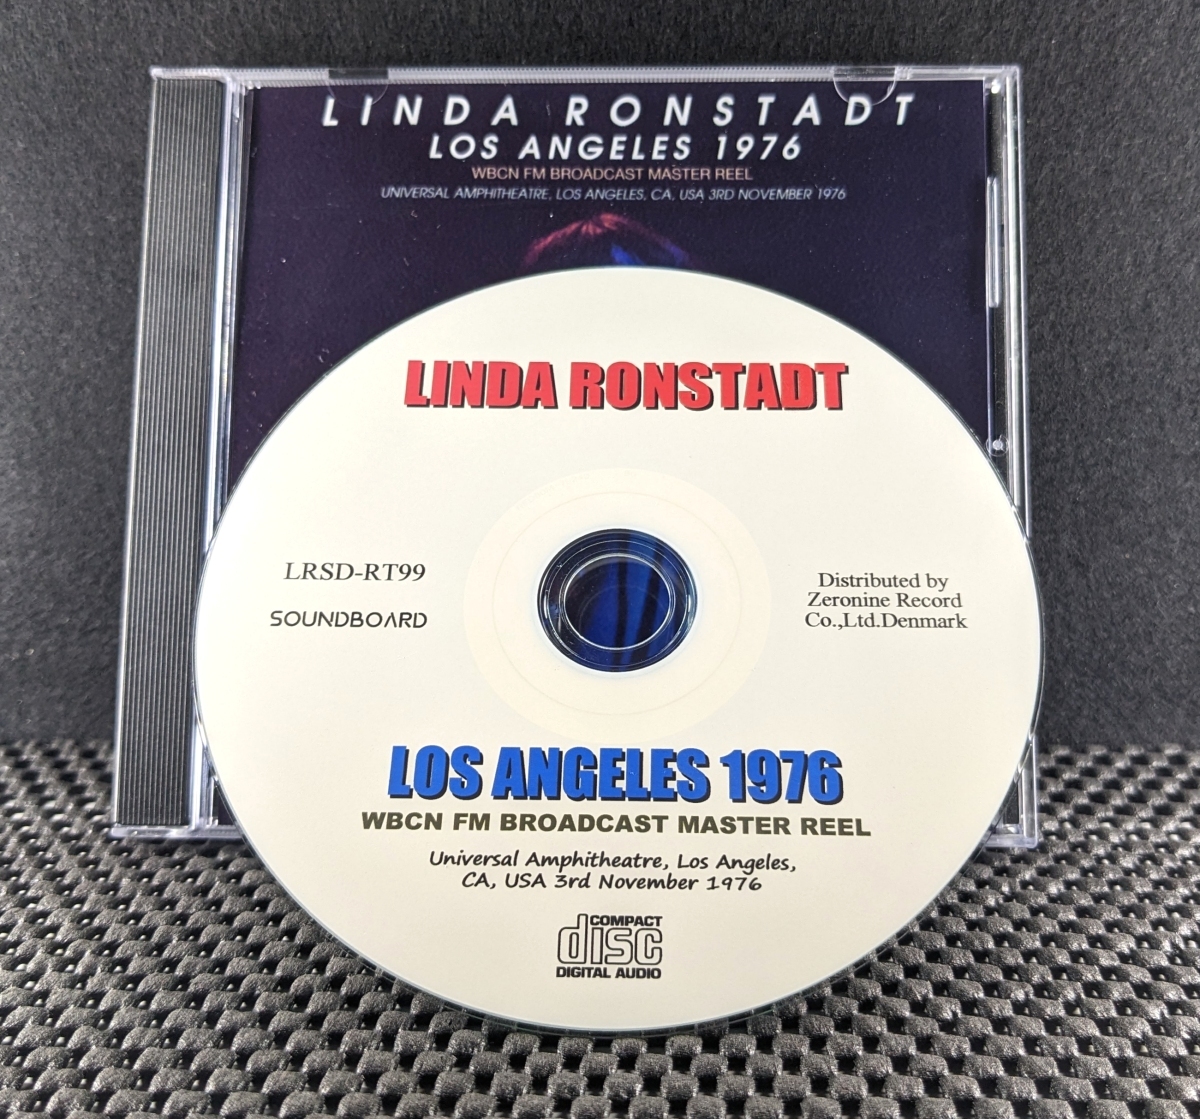 LINDA RONSTADT
LOS ANGELES 1976
WBCN FM BROADCAST MASTER REEL
UNIVERSAL AMPHITHEATRE, LOS ANGELES, CA, USA 3RD NOVEMBER 1976
LINDA RONSTADT
LRSD-RT99
SOUNDBOARD
Distributed by
Zeronine Record
Co.,Ltd.Denmark
LOS ANGELES 1976
WBCN FM BROADCAST MASTER REEL
Universal Amphitheatre, Los Angeles,
CA, USA 3rd November 1976
COMPACT
disc
DIGITAL AUDIO